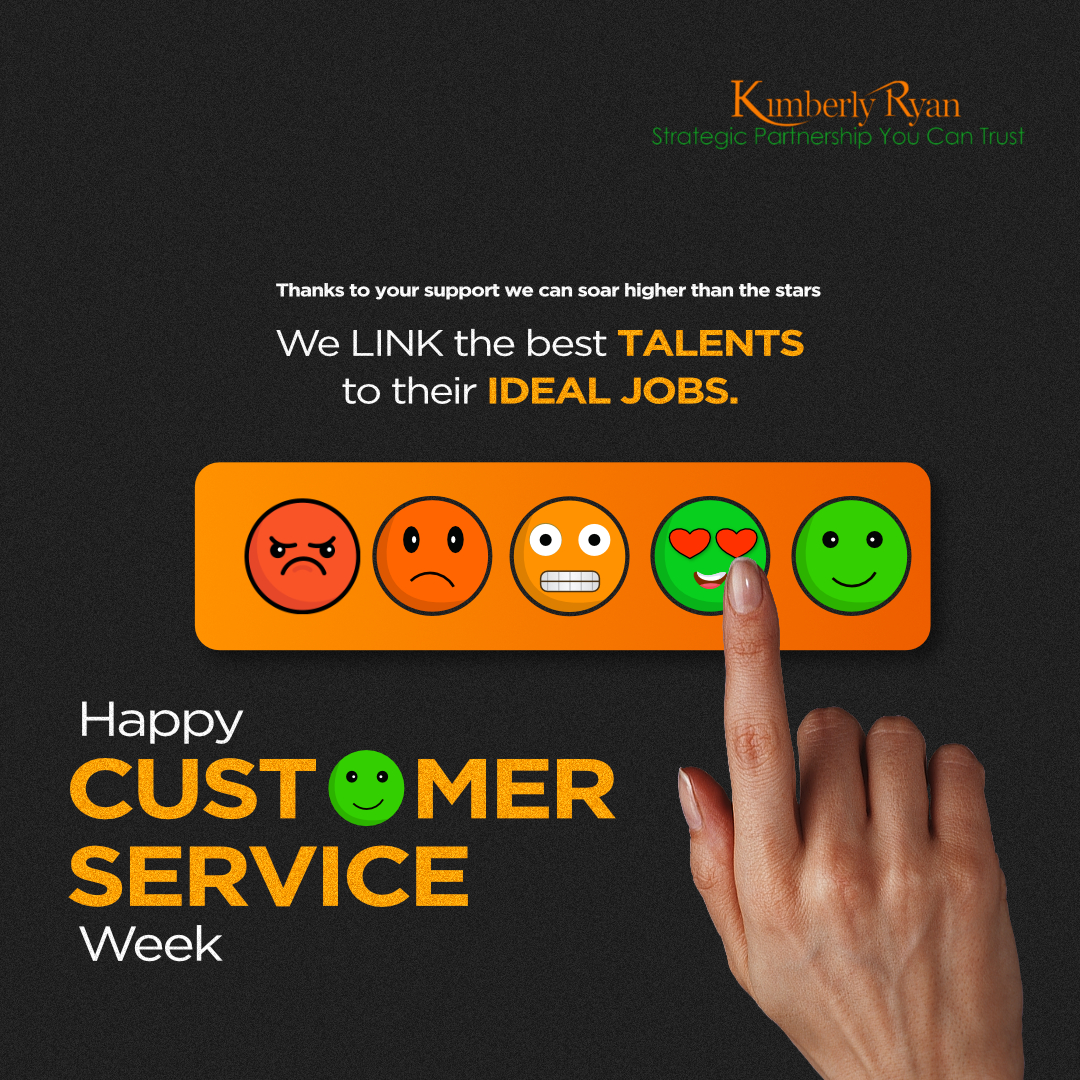 Kimberly Ryan
Strategic Partnership You Can Trust
Thanks to your support we can soar higher than the stars
We LINK the best TALENTS
to their IDEAL JOBS.
Happy
CUSTOMER
SERVICE
Week